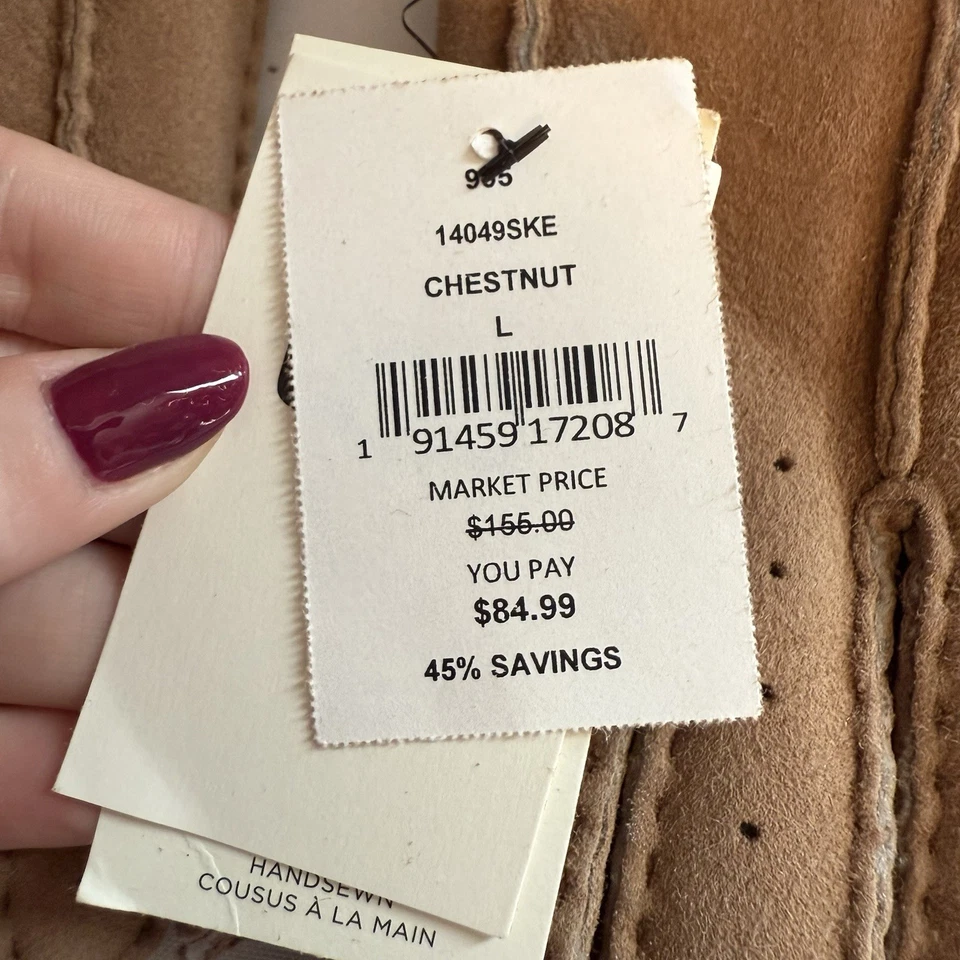 14049SKE
CHESTNUT
L
1 91459 17208 7
MARKET PRICE
$155.00
YOU PAY
$84.99
45% SAVINGS
HANDSEWN
COUSUS À LA MAIN